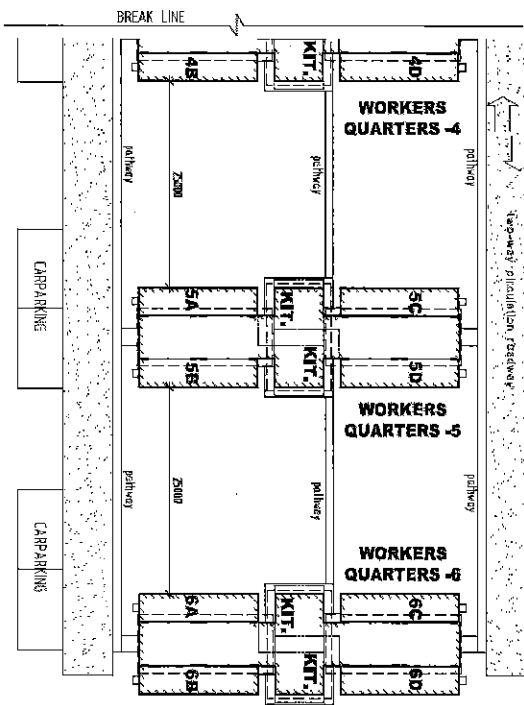 BREAK LINE
4B
KIT.
4D
WORKERS
QUARTERS -4
pathway
pathway
pathway
25000
two-way circulation roadway
CARPARKING
5A
KIT.
5C
5B
KIT.
5D
WORKERS
QUARTERS -5
pathway
pathway
pathway
25000
CARPARKING
WORKERS
QUARTERS -6
6A
KIT.
6C
6B
KIT.
6D